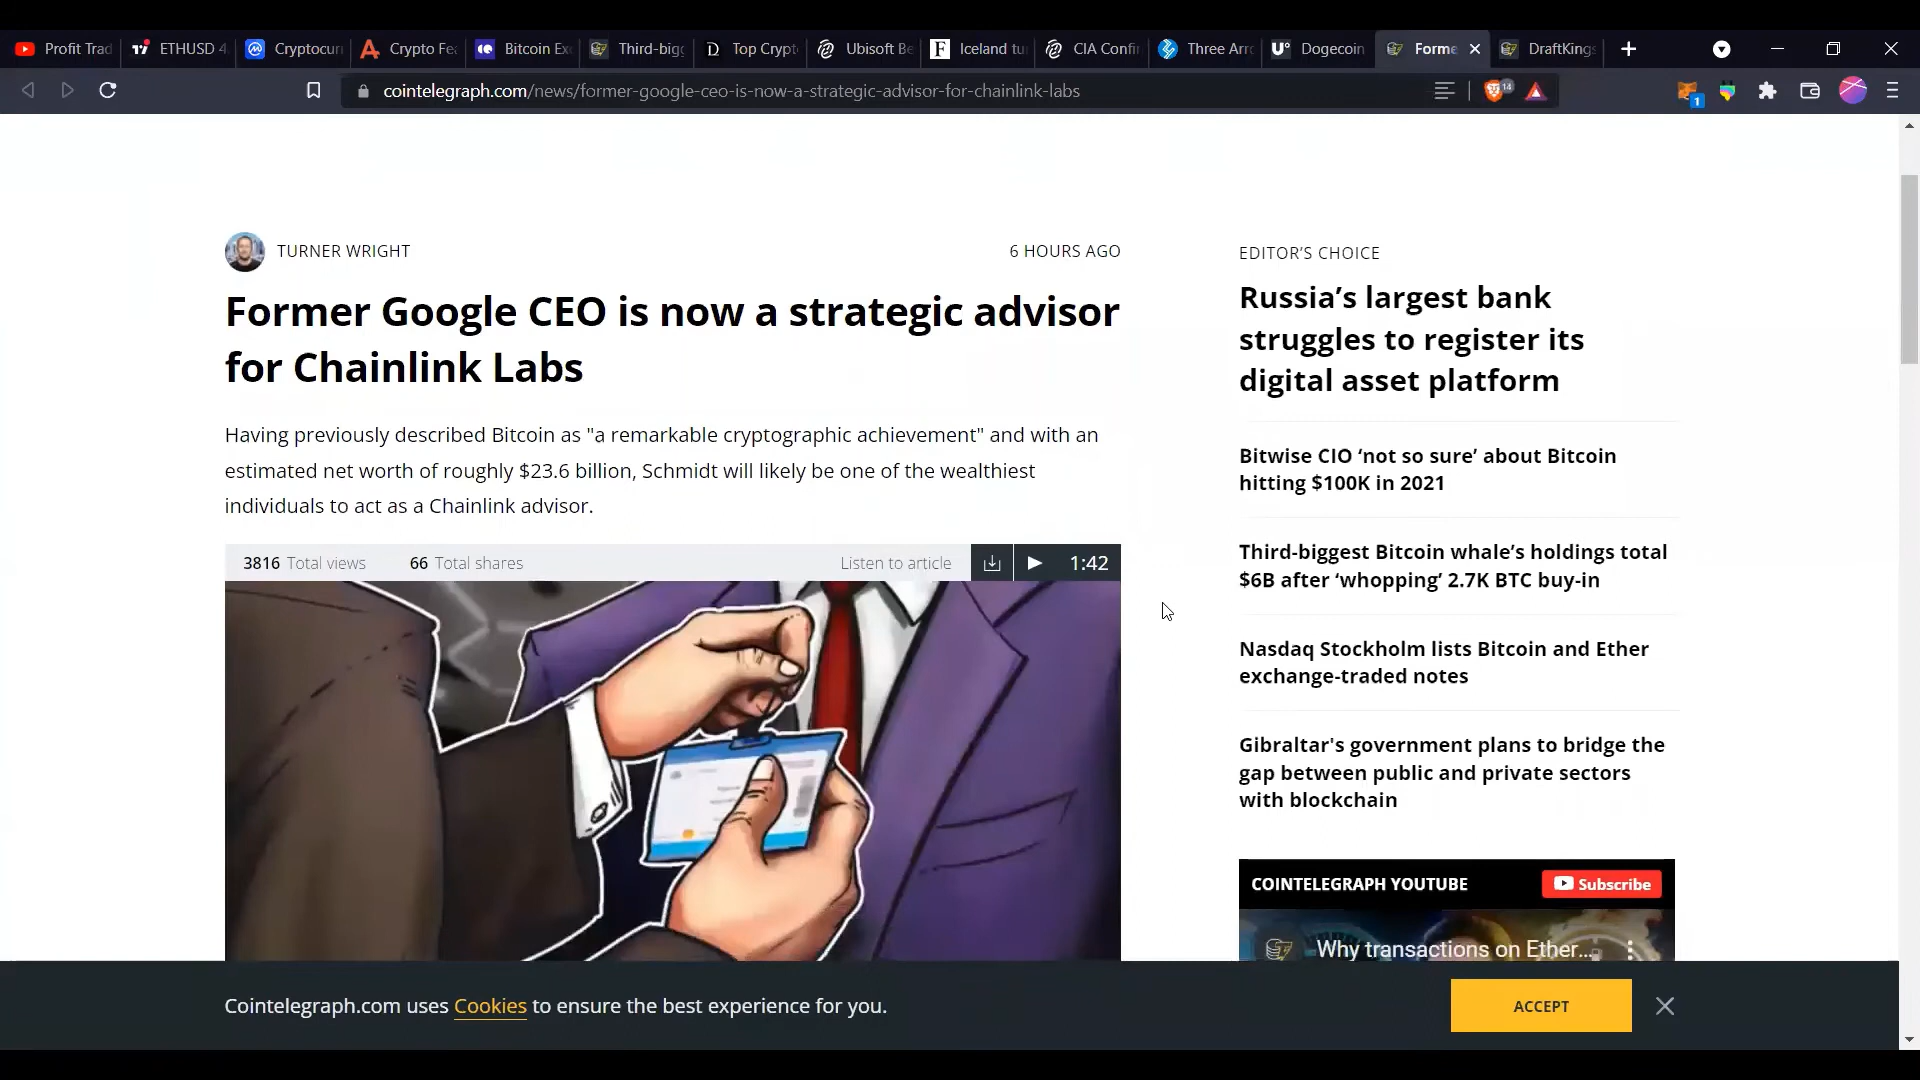 Profit Trad
ETHUSD 4.
Cryptocurr
Crypto Fea
Bitcoin Exc
Third-bigg
Top Crypto
Ubisoft Be
Iceland tu
CIA Confi
Three Arro
Dogecoin
Forme
DraftKings
cointelegraph.com/news/former-google-ceo-is-now-a-strategic-advisor-for-chainlink-labs
14
1
TURNER WRIGHT
6 HOURS AGO
Former Google CEO is now a strategic advisor
for Chainlink Labs
Having previously described Bitcoin as "a remarkable cryptographic achievement" and with an
estimated net worth of roughly $23.6 billion, Schmidt will likely be one of the wealthiest
individuals to act as a Chainlink advisor.
3816 Total views
66 Total shares
Listen to article
1:42
EDITOR’S CHOICE
Russia’s largest bank
struggles to register its
digital asset platform
Bitwise CIO ‘not so sure’ about Bitcoin
hitting $100K in 2021
Third-biggest Bitcoin whale’s holdings total
$6B after ‘whopping’ 2.7K BTC buy-in
Nasdaq Stockholm lists Bitcoin and Ether
exchange-traded notes
Gibraltar's government plans to bridge the
gap between public and private sectors
with blockchain
COINTELEGRAPH YOUTUBE
Subscribe
Why transactions on Ether...
Cointelegraph.com uses Cookies to ensure the best experience for you.
ACCEPT